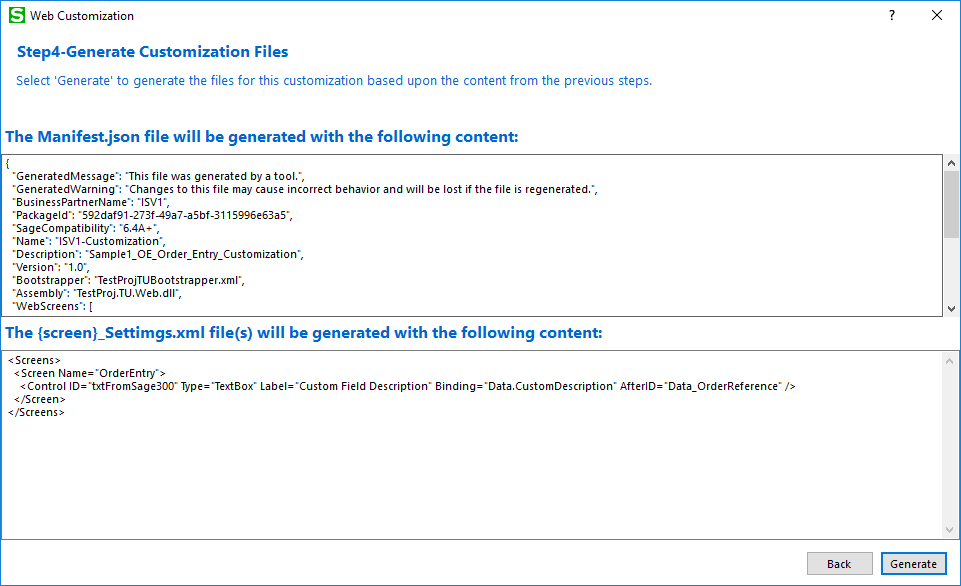 S Web Customization ?
Step4-Generate Customization Files
Select 'Generate' to generate the files for this customization based upon the content from the previous steps.
The Manifest.json file will be generated with the following content:
{
"GeneratedMessage": "This file was generated by a tool.",
"GeneratedWarning": "Changes to this file may cause incorrect behavior and will be lost if the file is regenerated.",
"BusinessPartnerName": "ISV1",
"PackageId": "592daf91-273f-49a7-a5bf-3115996e63a5",
"SageCompatibility": "6.4A+",
"Name": "ISV1-Customization",
"Description": "Sample1_OE_Order_Entry_Customization",
"Version": "1.0",
"Bootstrapper": "TestProjTUBootstrapper.xml",
"Assembly": "TestProj.TU.Web.dll",
"WebScreens": [
The {screen}_Settimgs.xml file(s) will be generated with the following content:
<Screens>
<Screen Name="OrderEntry">
<Control ID="txtFromSage300" Type="TextBox" Label="Custom Field Description" Binding="Data.CustomDescription" AfterID="Data_OrderReference" />
</Screen>
</Screens>
Back Generate